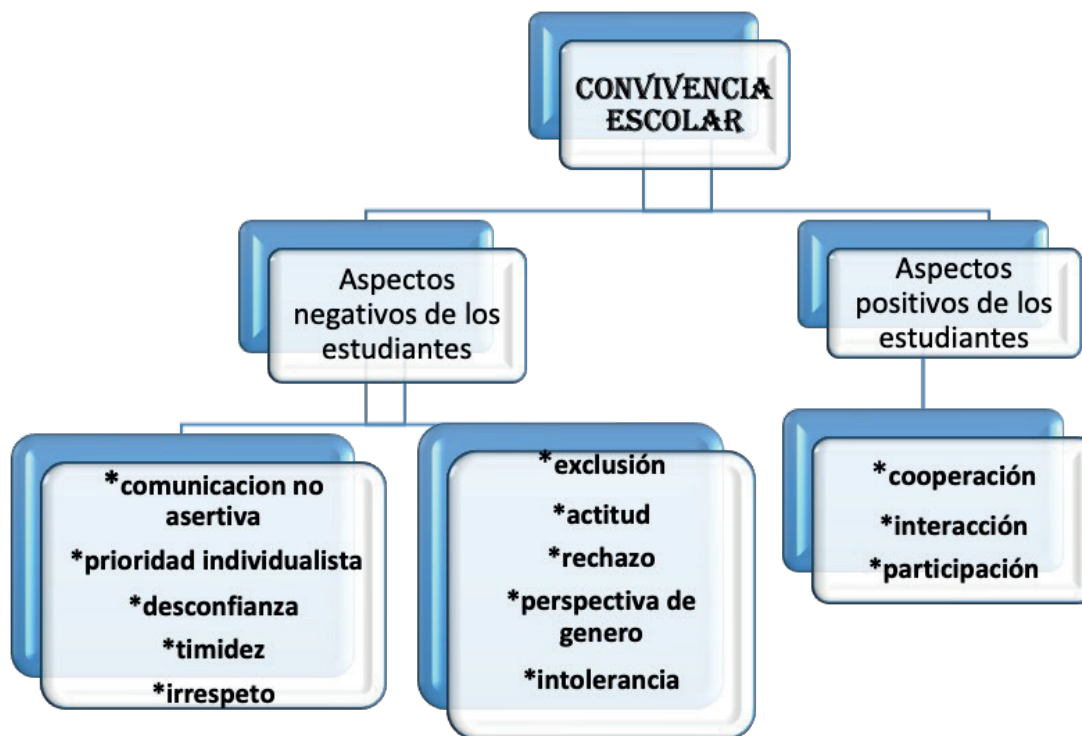 CONVIVENCIA
ESCOLAR
Aspectos
negativos de los
estudiantes
Aspectos
positivos de los
estudiantes
*comunicacion no
asertiva
*prioridad individualista
*desconfianza
*timidez
*irrespeto
*exclusión
*actitud
*rechazo
*perspectiva de
genero
*intolerancia
*cooperación
*interacción
*participación